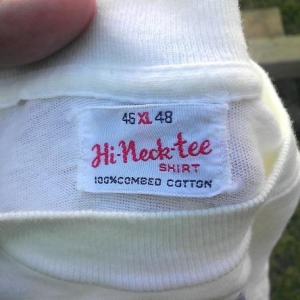 46 XL 48
Hi-Neck-tee
SHIRT
100% COMBED COTTON